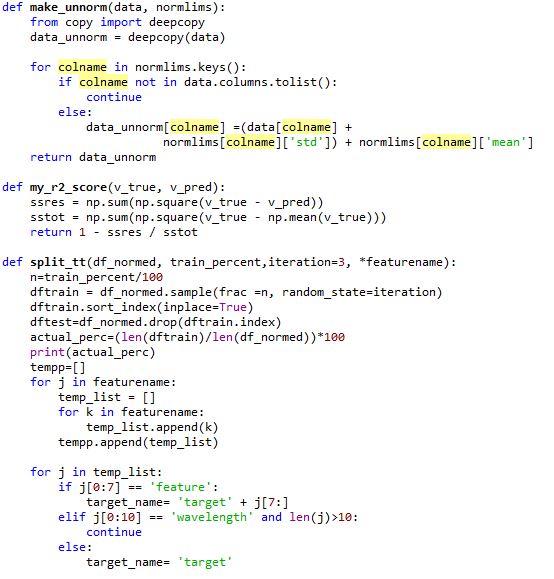 def make_unnorm(data, normlims):
    from copy import deepcopy
    data_unnorm = deepcopy(data)

    for colname in normlims.keys():
        if colname not in data.columns.tolist():
            continue
        else:
            data_unnorm[colname] =(data[colname] +
                       normlims[colname]['std']) + normlims[colname]['mean']
    return data_unnorm

def my_r2_score(v_true, v_pred):
    ssres = np.sum(np.square(v_true - v_pred))
    sstot = np.sum(np.square(v_true - np.mean(v_true)))
    return 1 - ssres / sstot

def split_tt(df_normed, train_percent,iteration=3, *featurename):
    n=train_percent/100
    dftrain = df_normed.sample(frac =n, random_state=iteration)
    dftrain.sort_index(inplace=True)
    dftest=df_normed.drop(dftrain.index)
    actual_perc=(len(dftrain)/len(df_normed))*100
    print(actual_perc)
    tempp=[]
    for j in featurename:
        temp_list = []
        for k in featurename:
            temp_list.append(k)
        tempp.append(temp_list)

    for j in temp_list:
        if j[0:7] == 'feature':
            target_name= 'target' + j[7:]
        elif j[0:10] == 'wavelength' and len(j)>10:
            continue
        else:
            target_name= 'target'